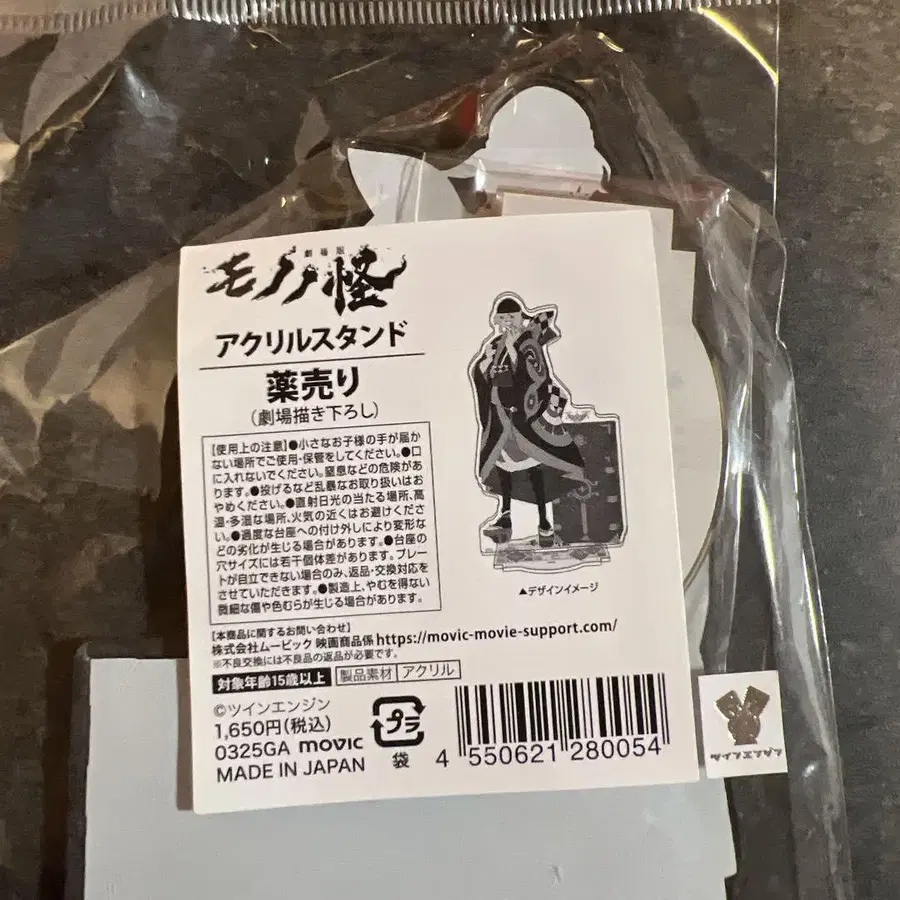 劇場版
モノノ怪
アクリルスタンド
薬売り
(劇場描き下ろし)
【使用上の注意】●小さなお子様の手が届か
ない場所でご使用・保管をしてください。●口
に入れないでください。窒息などの危険があ
ります。●投げるなど乱暴なお取り扱いはお
やめください。●直射日光の当たる場所、高
温・多湿な場所、火気の近くはお避けくださ
い。●過度な台座への付け外しにより変形な
どの劣化が生じる場合があります。●台座の
穴サイズには若干個体差があります。プレー
トが自立できない場合のみ、返品・交換対応を
させていただきます。●製造上、やむを得ない
微細な傷や色むらが生じる場合があります。
▲デザインイメージ
【本商品に関するお問い合わせ】
株式会社ムービック 映画商品係 https://movic-movie-support.com/
※不良交換には不良品の返品が必要です。
対象年齢15歳以上 製品素材 アクリル
©ツインエンジン
1,650円(税込)
0325GA movic
MADE IN JAPAN
プラ
袋
4 550621 280054
ツインエンジン